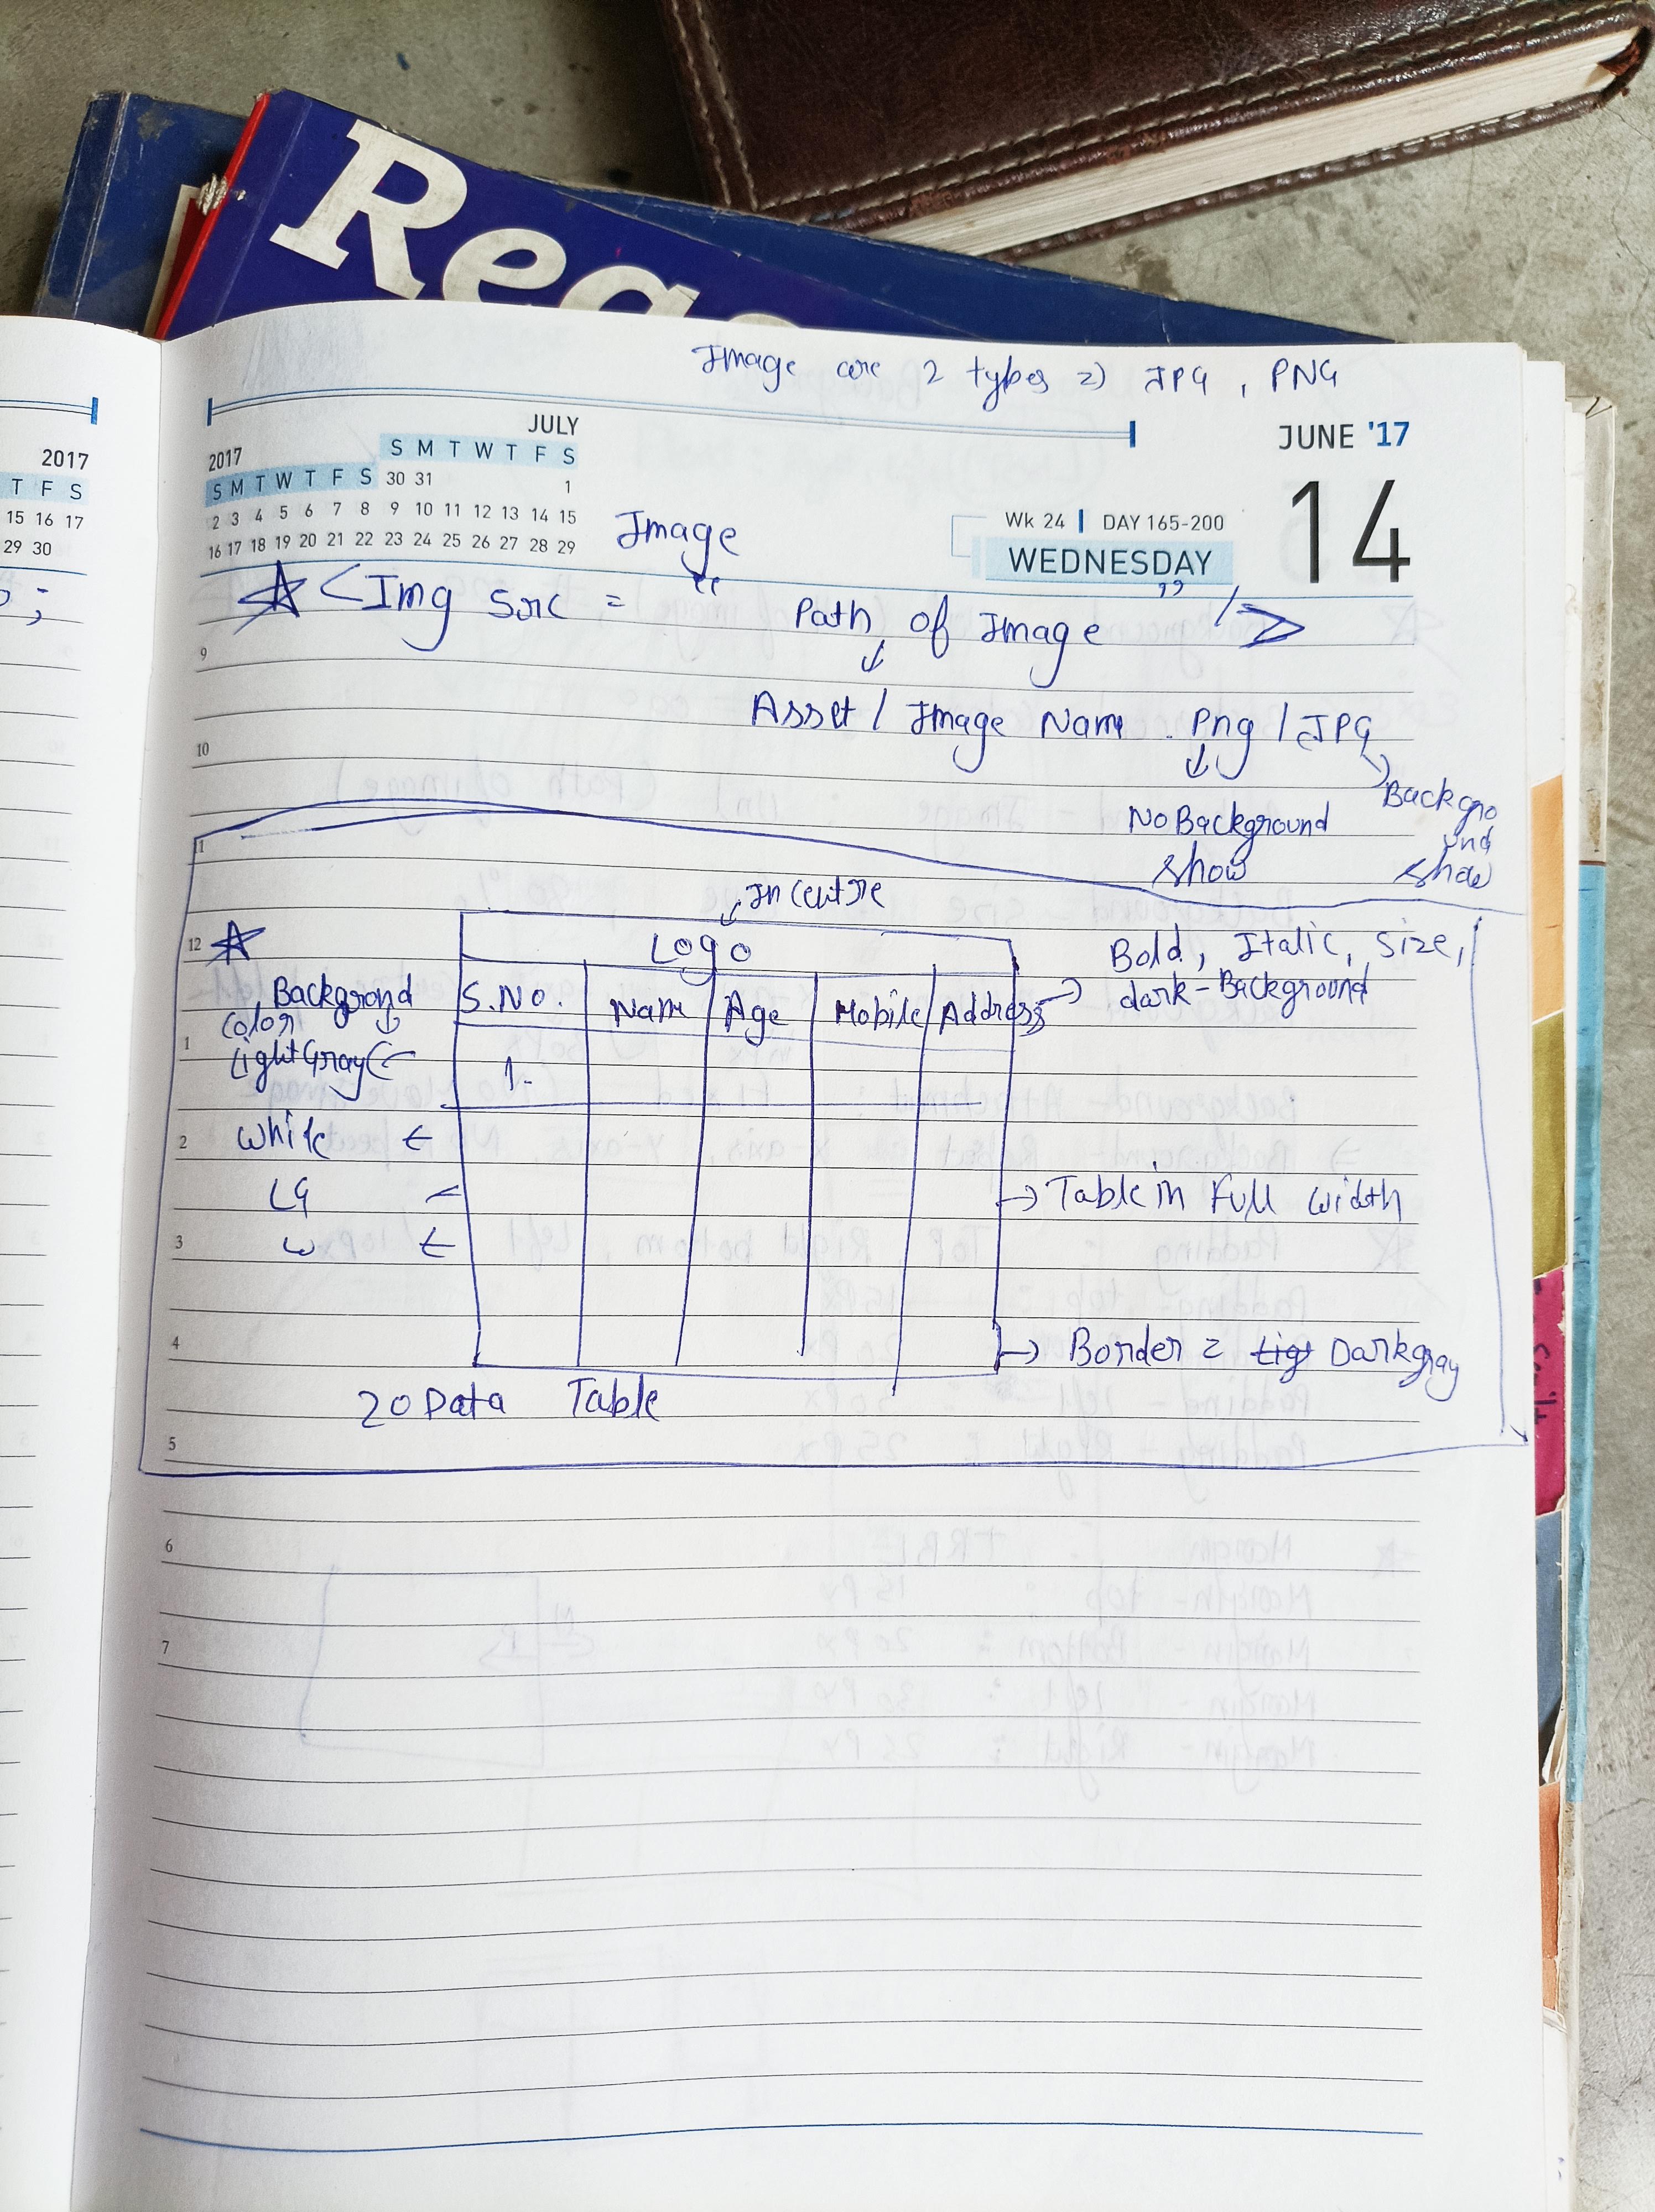 Rea
Image are 2 types => JPG, PNG
2017
T F S
15 16 17
29 30
JULY
2017 S M T W T F S
S M T W T F S 30 31 1
2 3 4 5 6 7 8 9 10 11 12 13 14 15
16 17 18 19 20 21 22 23 24 25 26 27 28 29
JUNE '17
14
Wk 24 | DAY 165-200
WEDNESDAY
Image
<Img Src = " Path of Image " />
9
Asset / Image Name . Png / JPG
10
No Background show
Background show
11
In Centre
12
Logo
Bold, Italic, Size,
dark-Background
Background
Color
S.No. Name Age Mobile Address
1
LightGray
1.
2
White
LG
Table in Full width
3
W
4
Border = Darkgray
20 Data Table
5
6
7